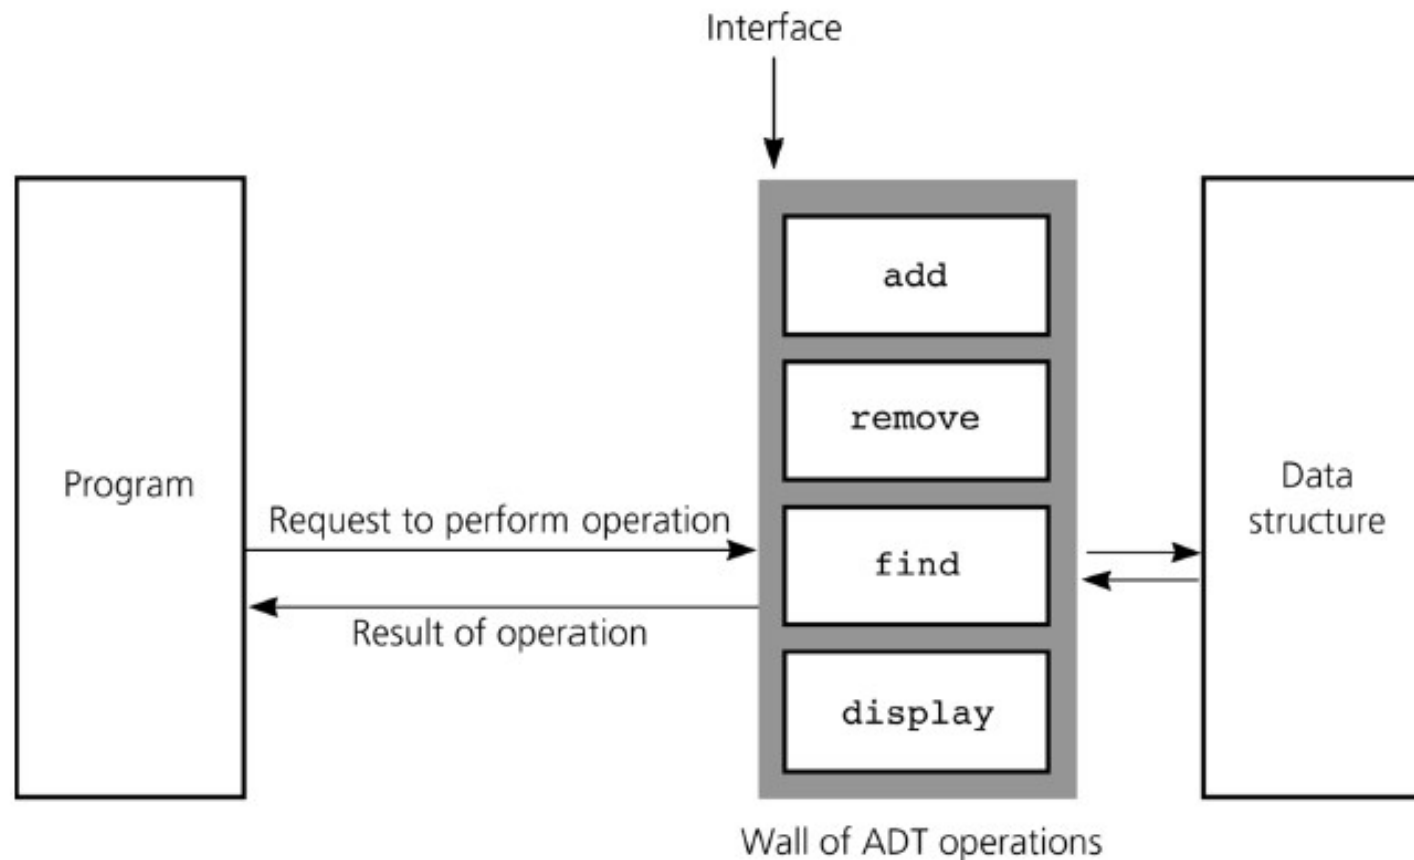 Interface
add
remove
Program
Data
structure
Request to perform operation
find
Result of operation
display
Wall of ADT operations